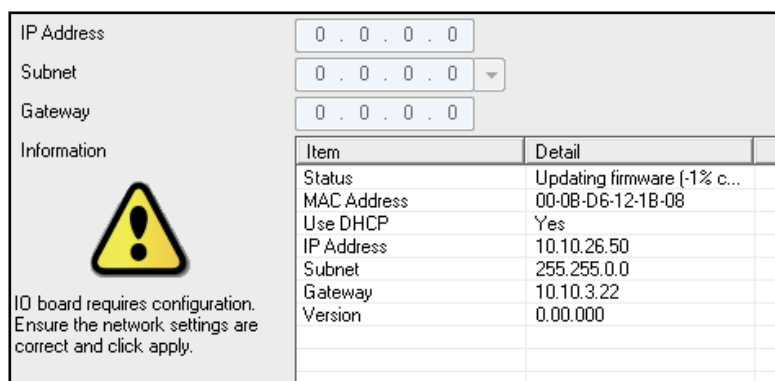 IP Address 0 . 0 . 0 . 0
Subnet 0 . 0 . 0 . 0
Gateway 0 . 0 . 0 . 0
Information
Item Detail
Status Updating firmware (-1% c...
MAC Address 00-0B-D6-12-1B-08
Use DHCP Yes
IP Address 10.10.26.50
Subnet 255.255.0.0
Gateway 10.10.3.22
Version 0.00.000
IO board requires configuration.
Ensure the network settings are
correct and click apply.